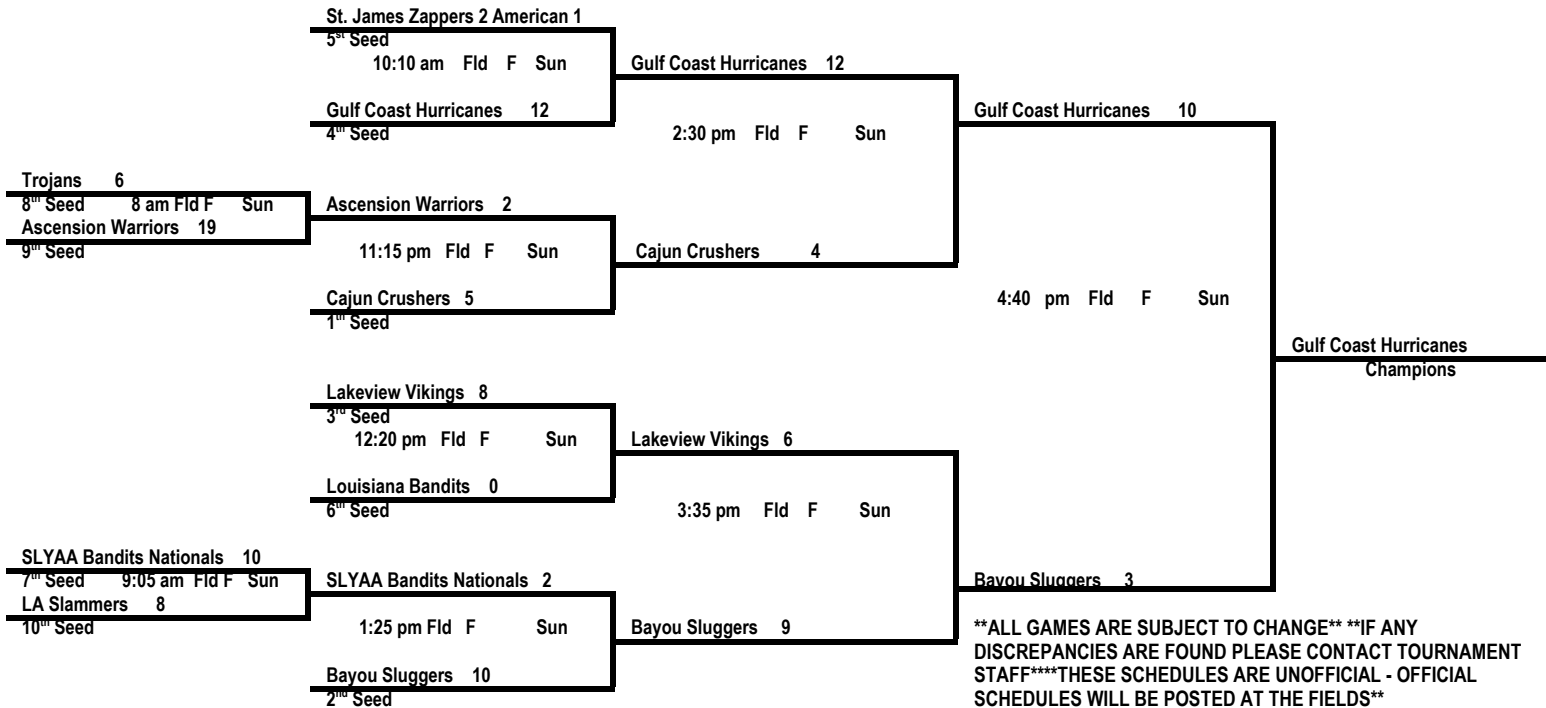 St. James Zappers 2 American 1
5st Seed
10:10 am Fld F Sun
Gulf Coast Hurricanes 12
4th Seed
Gulf Coast Hurricanes 12
2:30 pm Fld F Sun
Gulf Coast Hurricanes 10
Trojans 6
8th Seed 8 am Fld F Sun
Ascension Warriors 19
9th Seed
Ascension Warriors 2
11:15 pm Fld F Sun
Cajun Crushers 5
1th Seed
Cajun Crushers 4
4:40 pm Fld F Sun
Gulf Coast Hurricanes
Champions
Lakeview Vikings 8
3rd Seed
12:20 pm Fld F Sun
Louisiana Bandits 0
6th Seed
Lakeview Vikings 6
3:35 pm Fld F Sun
SLYAA Bandits Nationals 10
7th Seed 9:05 am Fld F Sun
LA Slammers 8
10th Seed
SLYAA Bandits Nationals 2
1:25 pm Fld F Sun
Bayou Sluggers 10
2nd Seed
Bayou Sluggers 9
Bayou Sluggers 3
**ALL GAMES ARE SUBJECT TO CHANGE** **IF ANY
DISCREPANCIES ARE FOUND PLEASE CONTACT TOURNAMENT
STAFF****THESE SCHEDULES ARE UNOFFICIAL - OFFICIAL
SCHEDULES WILL BE POSTED AT THE FIELDS**